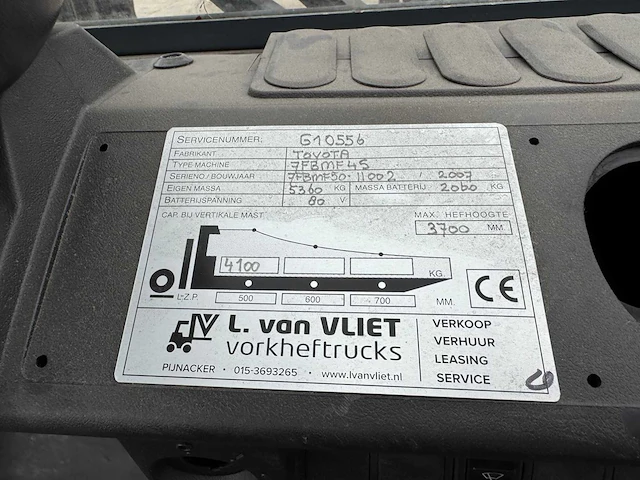 SERVICENUMMER: G10556
FABRIKANT TOYOTA
TYPE-MACHINE 7FBMF45
SERIENO./BOUWJAAR 7FBMF50-11002 / 2007
EIGEN MASSA 5360 KG MASSA BATTERIJ 2060 KG
BATTERIJSPANNING 80 V
CAP. BIJ VERTIKALE MAST MAX. HEFHOOGTE
3700 MM.
4100 KG.
L.Z.P. 500 600 700 MM.
CE
L. van VLIET
vorkheftrucks
PIJNACKER • 015-3693265 • www.lvanvliet.nl
VERKOOP
VERHUUR
LEASING
SERVICE